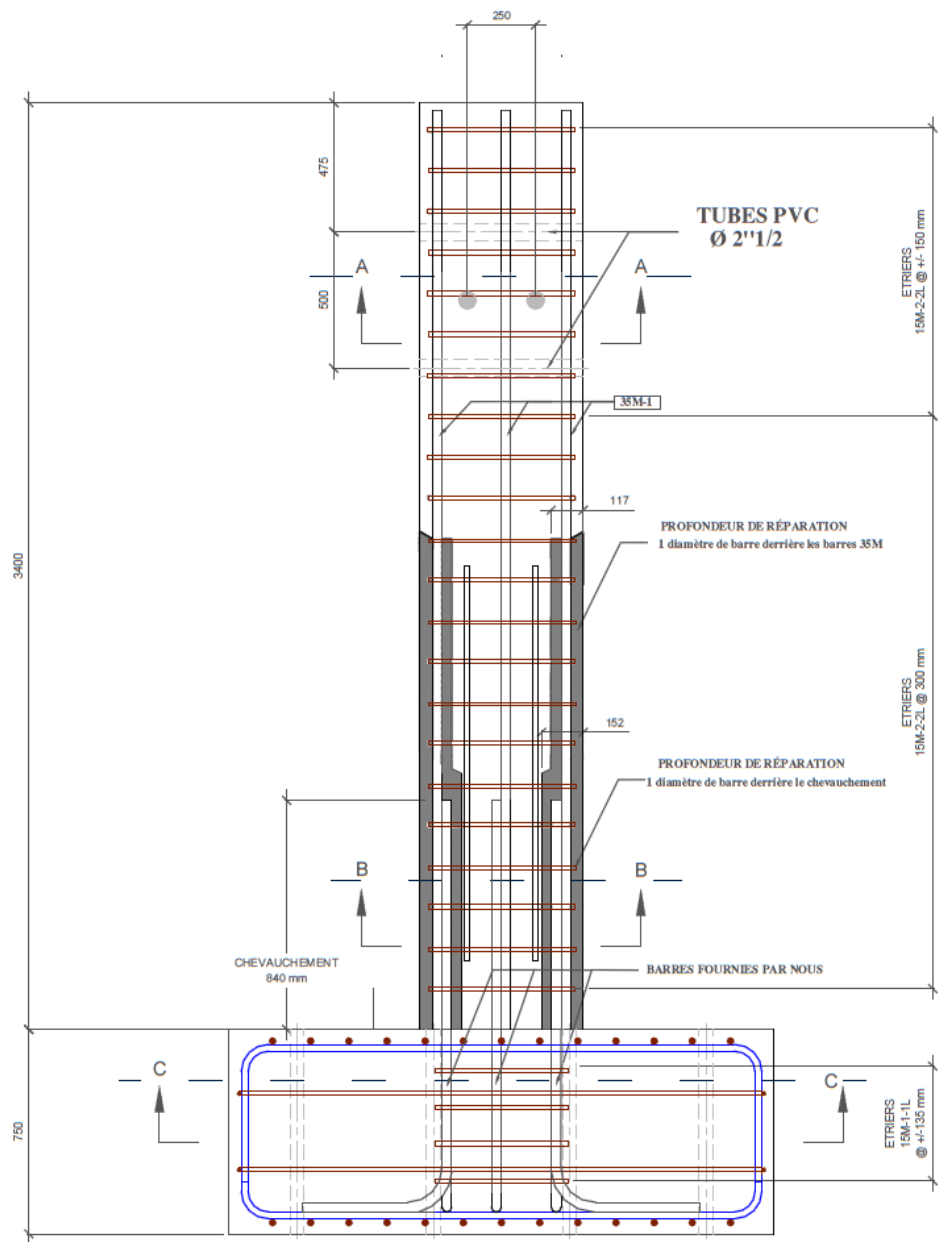 250
475
TUBES PVC
Ø 2"1/2
ETRIERS
15M-2-2L @ +/- 150 mm
A
A
500
35M-1
117
PROFONDEUR DE RÉPARATION
1 diamètre de barre derrière les barres 35M
3400
ETRIERS
15M-2-2L @ 300 mm
152
PROFONDEUR DE RÉPARATION
1 diamètre de barre derrière le chevauchement
B
B
CHEVAUCHEMENT
840 mm
BARRES FOURNIES PAR NOUS
C
C
750
ETRIERS
15M-1-1L
@ +/-135 mm